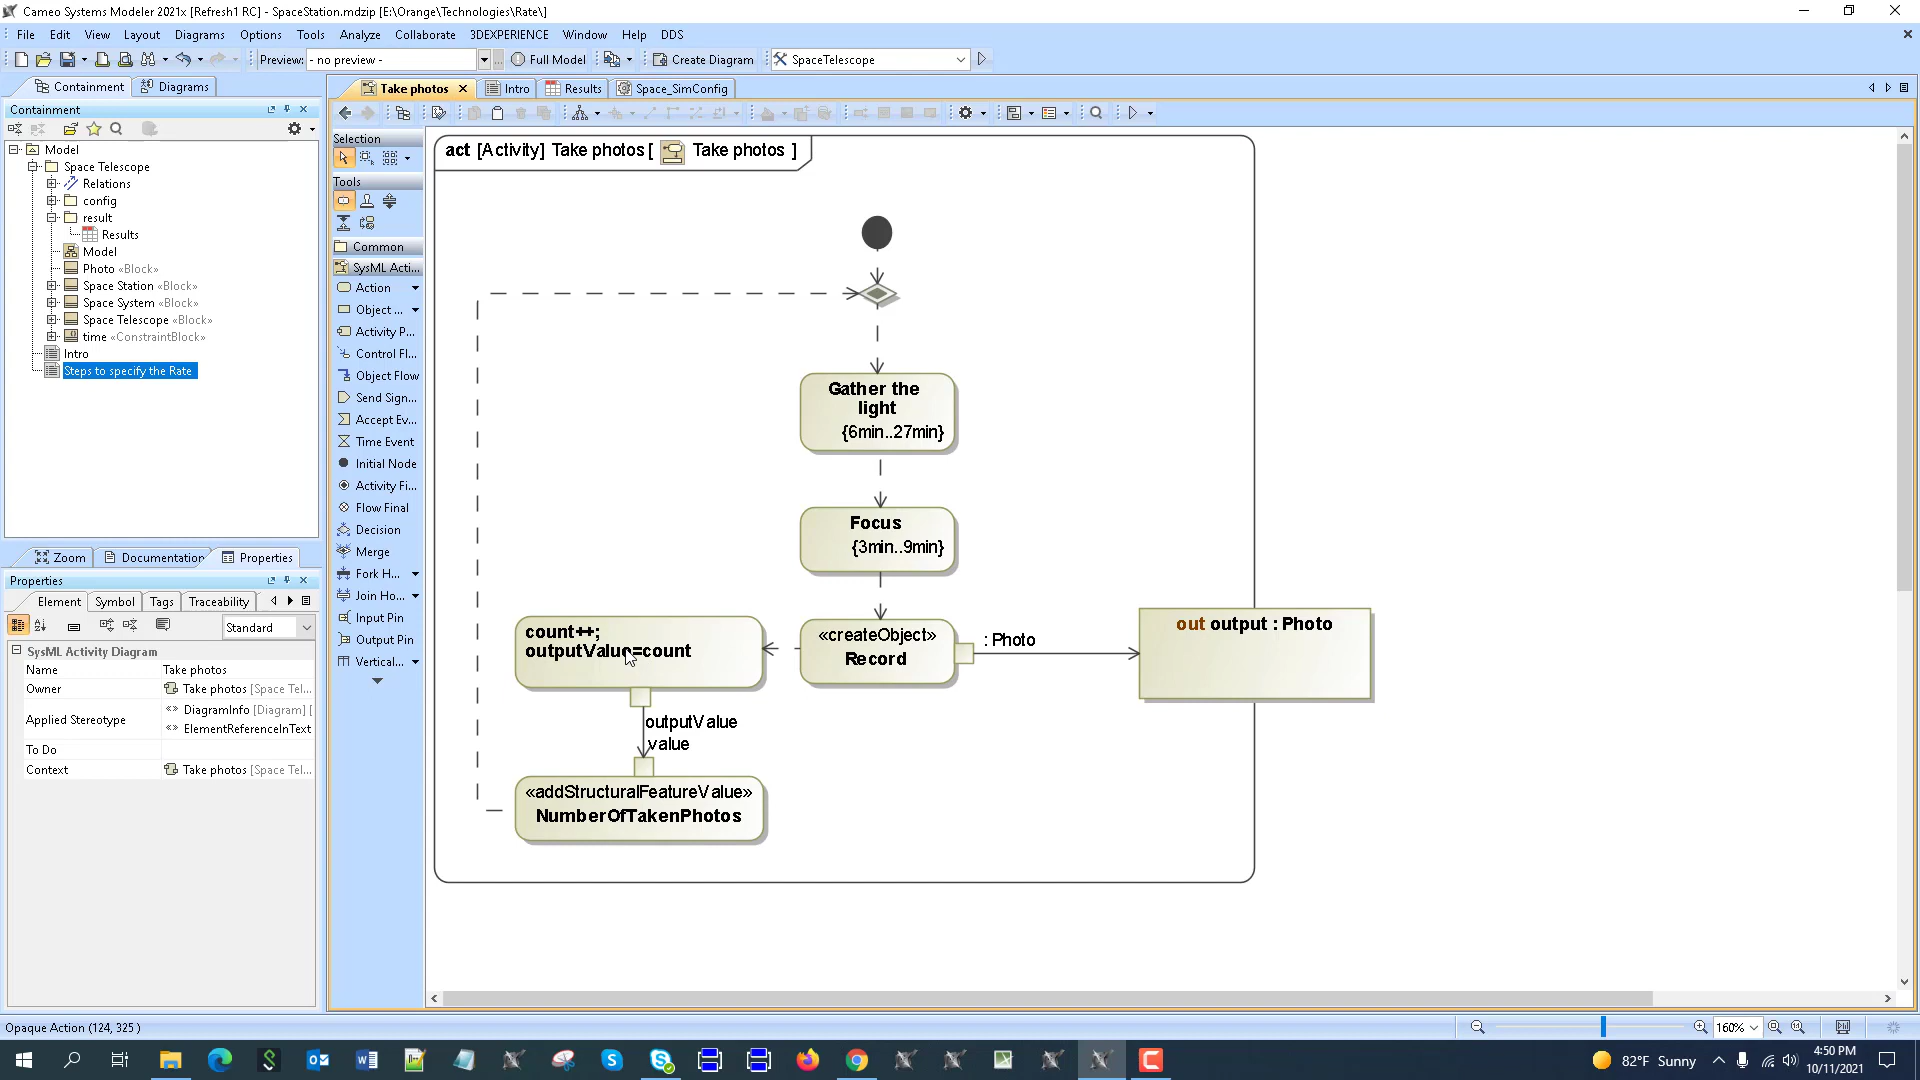 Cameo Systems Modeler 2021x [Refresh1 RC] - SpaceStation.mdzip [E:\Orange\Technologies\Rate\]
File Edit View Layout Diagrams Options Tools Analyze Collaborate 3DEXPERIENCE Window Help DDS
Preview: - no preview - ... Full Model Create Diagram SpaceTelescope
Containment Diagrams
Take photos Intro Results Space_SimConfig
Containment
Model
Space Telescope
Relations
config
result
Results
Model
Photo «Block»
Space Station «Block»
Space System «Block»
Space Telescope «Block»
time «ConstraintBlock»
Intro
Steps to specify the Rate
Zoom Documentation Properties
Properties
Element Symbol Tags Traceability
Standard
SysML Activity Diagram
Name Take photos
Owner Take photos [Space Tel...
Applied Stereotype
«» DiagramInfo [Diagram] [
«» ElementReferenceInText
To Do
Context Take photos [Space Tel...
Selection
Tools
Common
SysML Acti...
Action
Object ...
Activity P...
Control Fl...
Object Flow
Send Sign...
Accept Ev...
Time Event
Initial Node
Activity Fi...
Flow Final
Decision
Merge
Fork H...
Join Ho...
Input Pin
Output Pin
Vertical...
act [Activity] Take photos [ Take photos ]
Gather the
light
{6min..27min}
Focus
{3min..9min}
«createObject»
Record
: Photo
out output : Photo
count++;
outputValue=count
outputValue
value
«addStructuralFeatureValue»
NumberOfTakenPhotos
Opaque Action (124, 325 )
160%
82°F Sunny
4:50 PM
10/11/2021